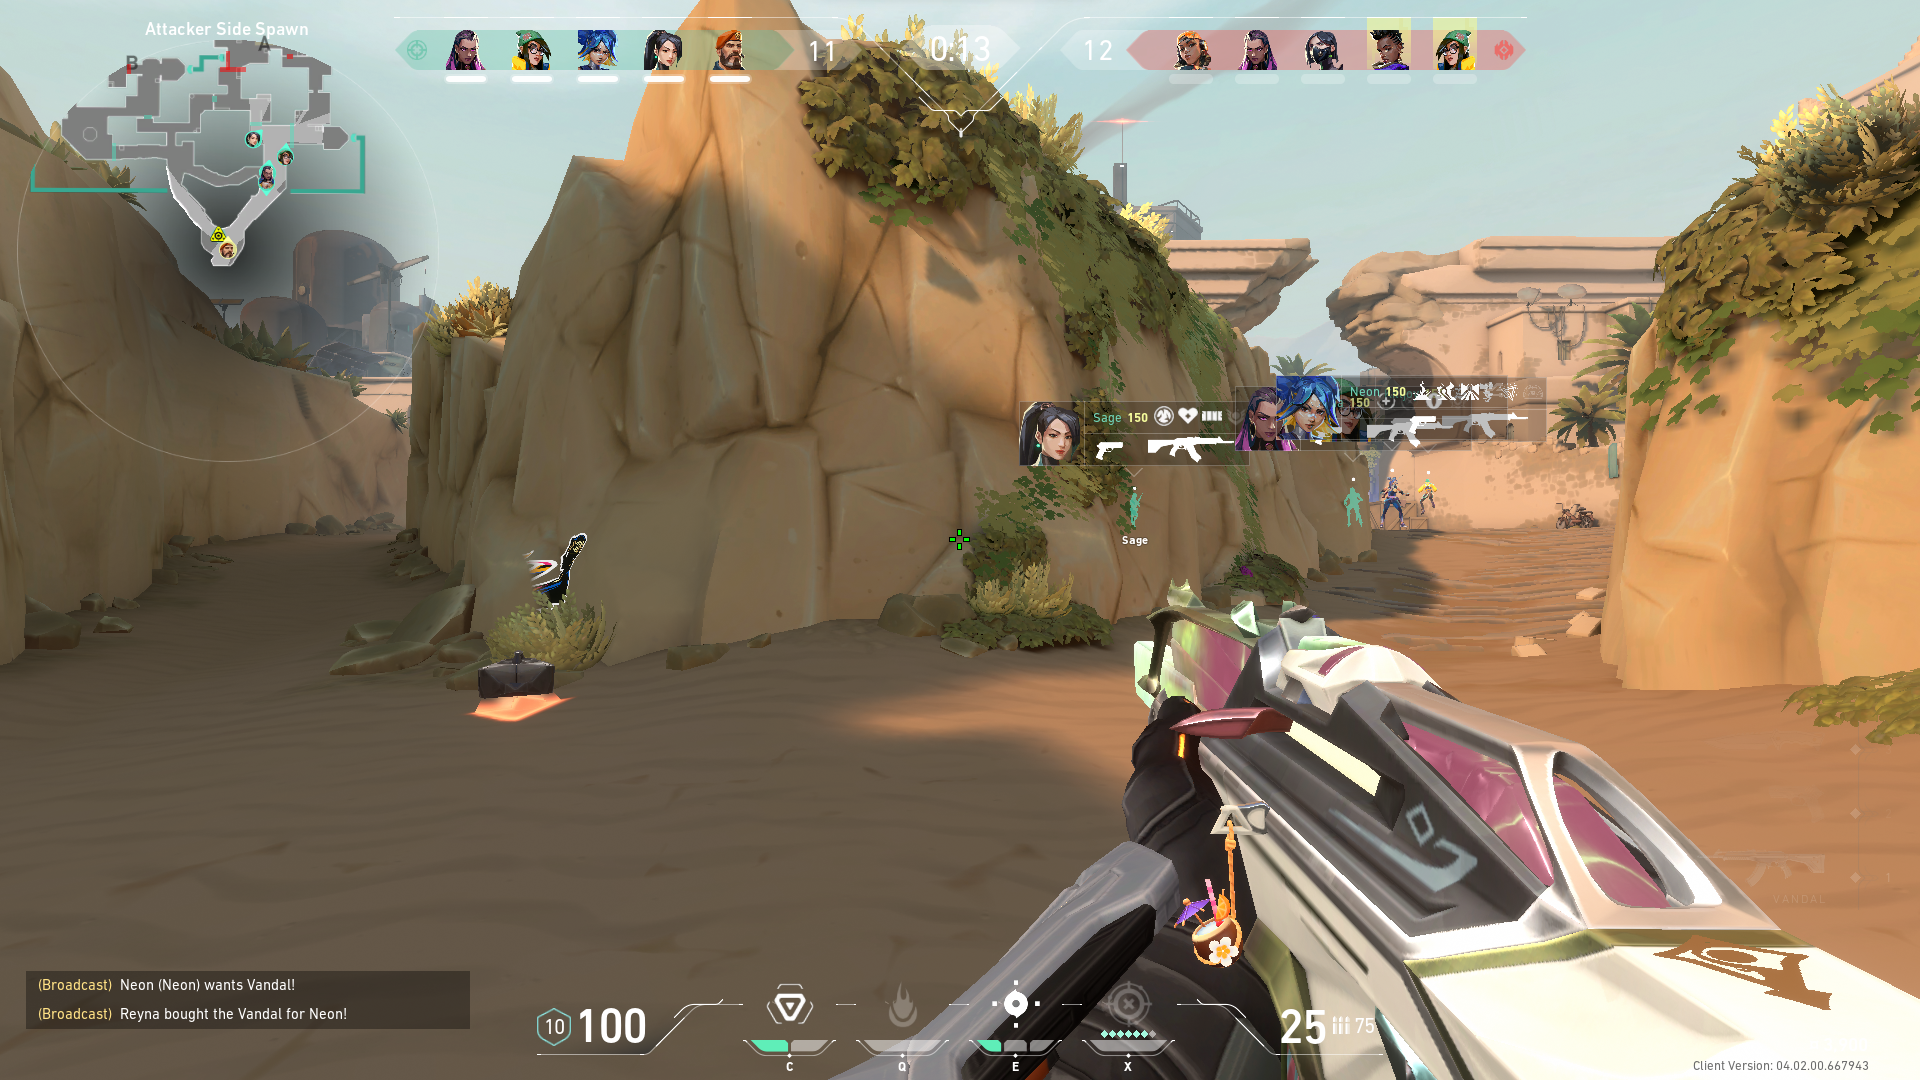 Attacker Side Spawn
A
B
11
0:13
12
Sage 150
Neon 150
150
Sage
VANDAL
1
(Broadcast) Neon (Neon) wants Vandal!
(Broadcast) Reyna bought the Vandal for Neon!
10 100
C
Q
E
X
25 75
Client Version: 04.02.00.667943